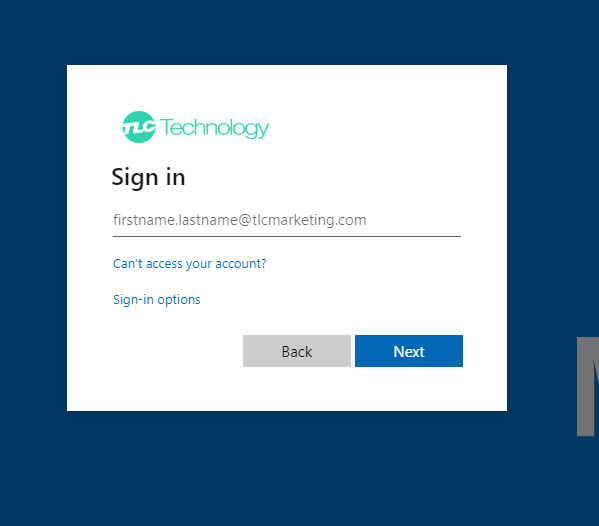 TLC Technology
Sign in
firstname.lastname@tlcmarketing.com
Can't access your account?
Sign-in options
Back
Next